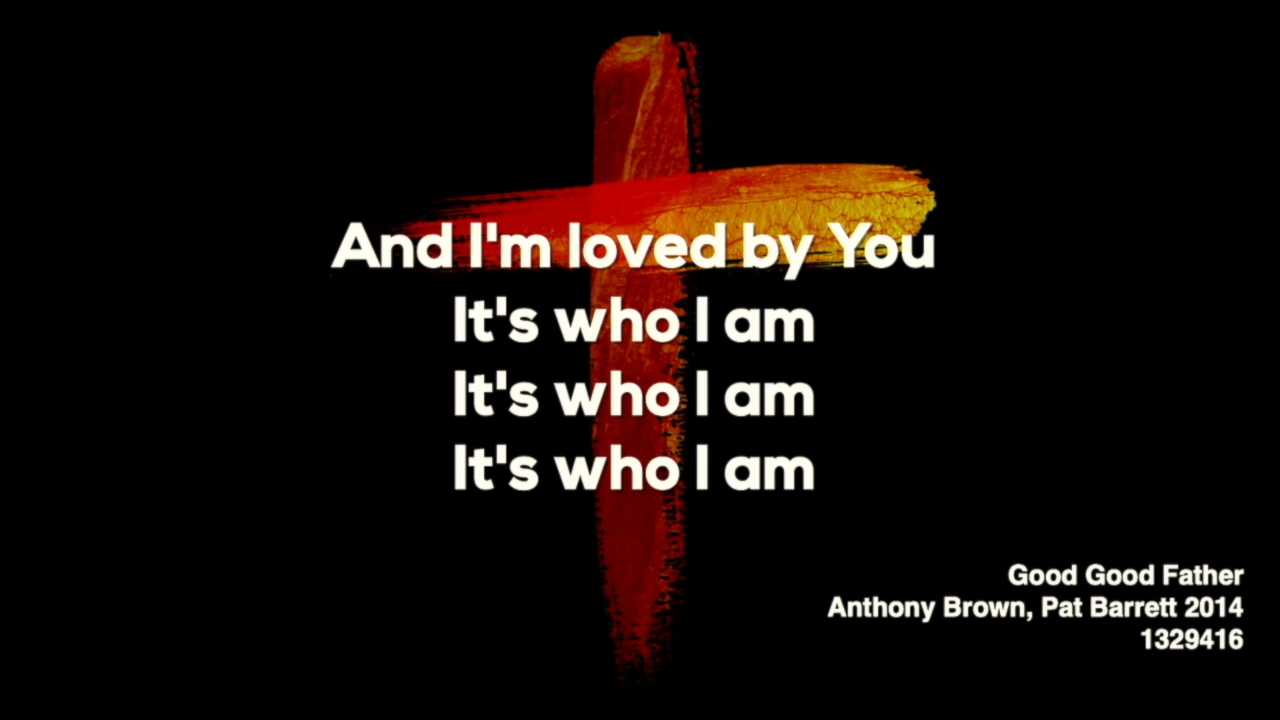 And I'm loved by You
It's who I am
It's who I am
It's who I am
Good Good Father
Anthony Brown, Pat Barrett 2014
1329416